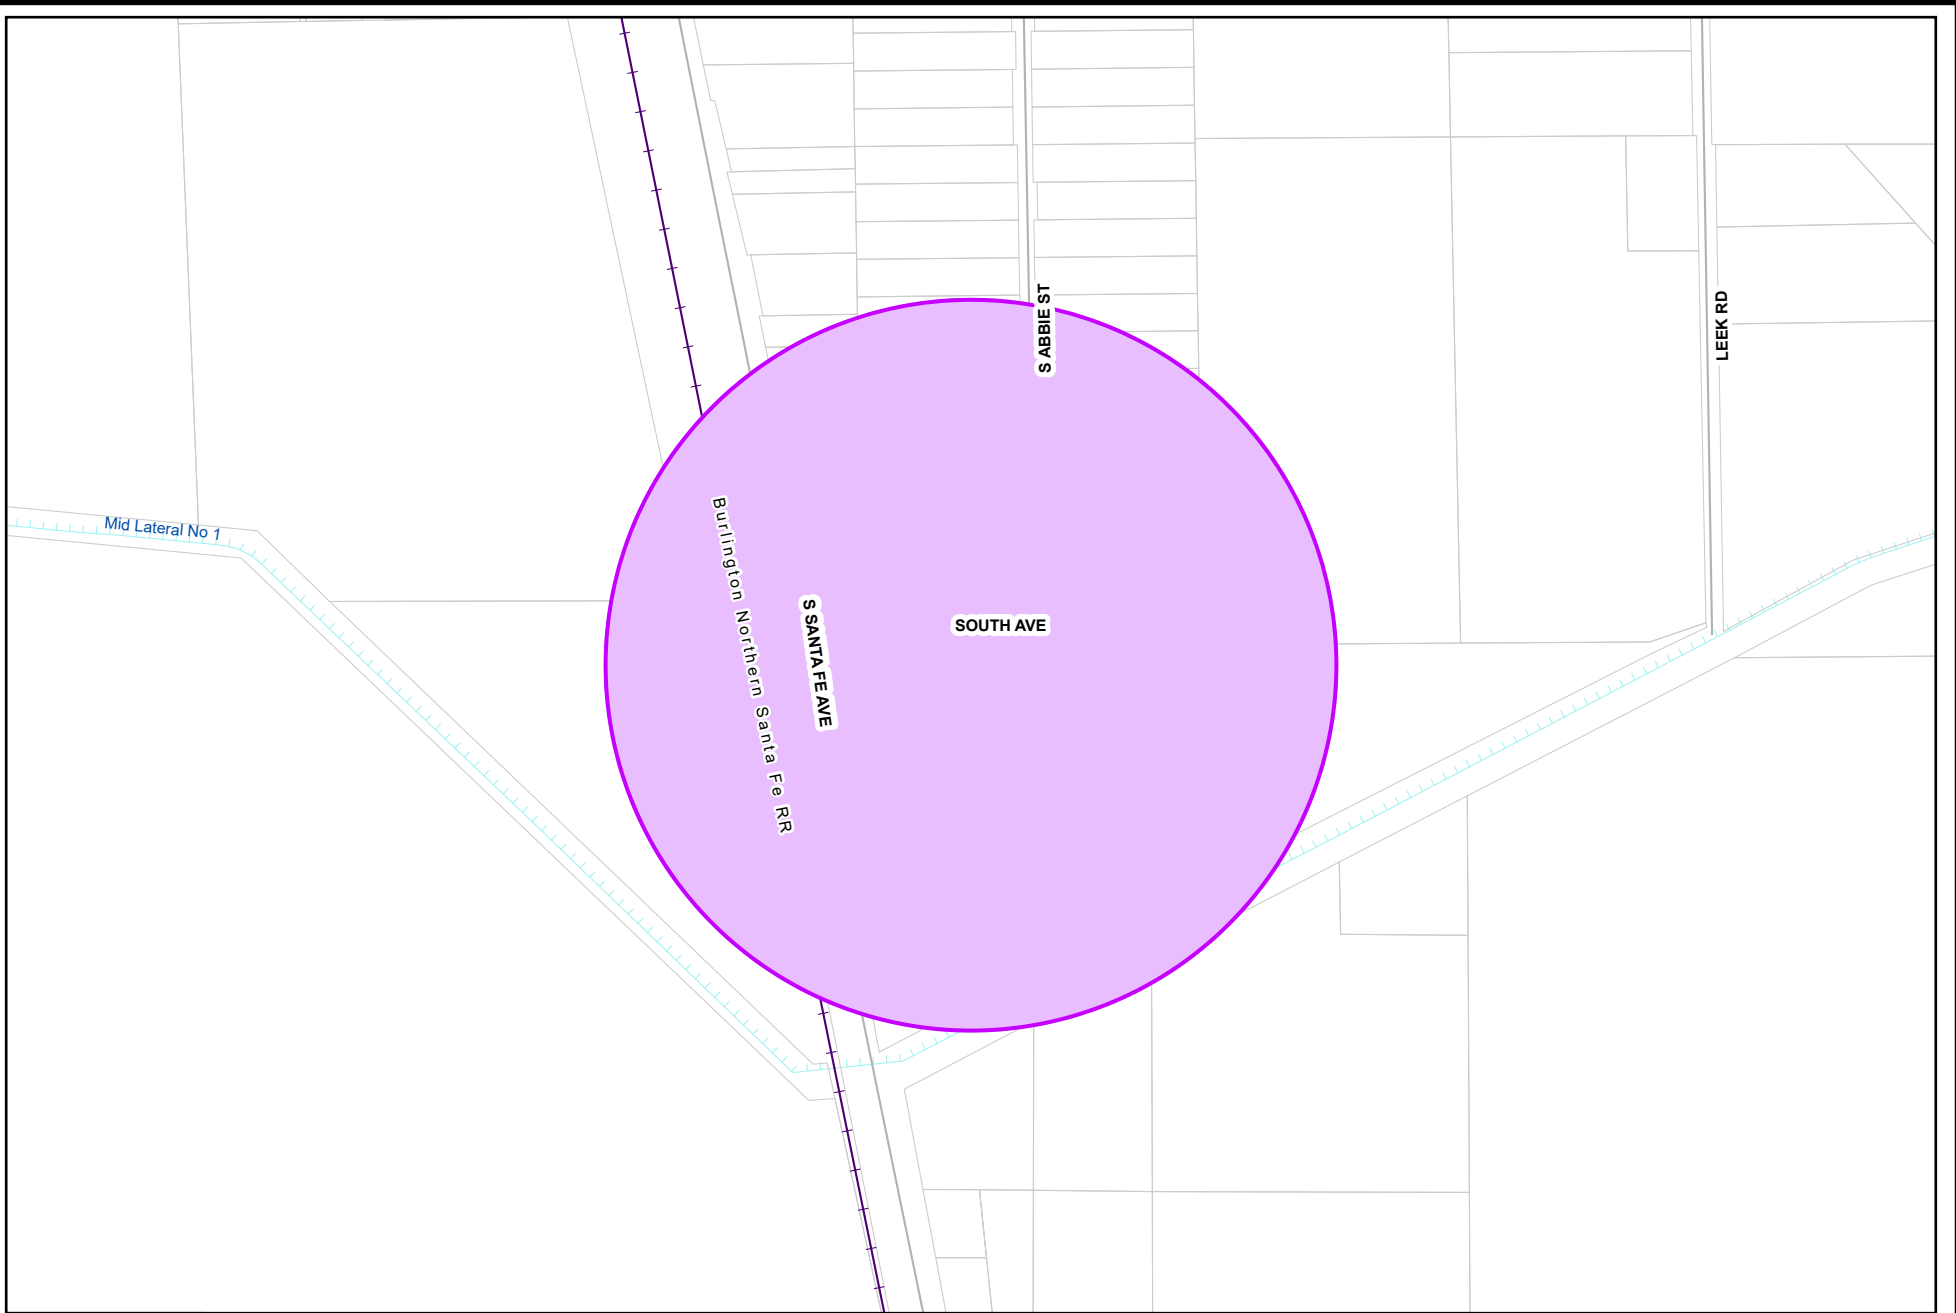 S ABBIE ST
LEEK RD
Mid Lateral No 1
Burlington Northern Santa Fe RR
S SANTA FE AVE
SOUTH AVE